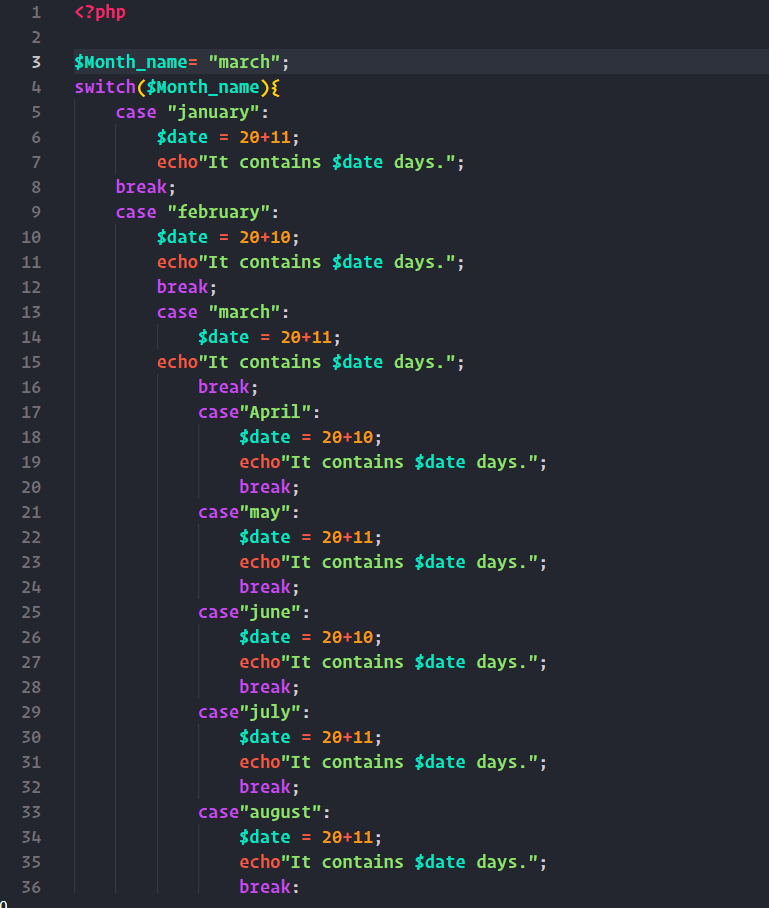 1 <?php
2
3 $Month_name= "march";
4 switch($Month_name){
5 case "january":
6 $date = 20+11;
7 echo"It contains $date days.";
8 break;
9 case "february":
10 $date = 20+10;
11 echo"It contains $date days.";
12 break;
13 case "march":
14 $date = 20+11;
15 echo"It contains $date days.";
16 break;
17 case"April":
18 $date = 20+10;
19 echo"It contains $date days.";
20 break;
21 case"may":
22 $date = 20+11;
23 echo"It contains $date days.";
24 break;
25 case"june":
26 $date = 20+10;
27 echo"It contains $date days.";
28 break;
29 case"july":
30 $date = 20+11;
31 echo"It contains $date days.";
32 break;
33 case"august":
34 $date = 20+11;
35 echo"It contains $date days.";
36 break: